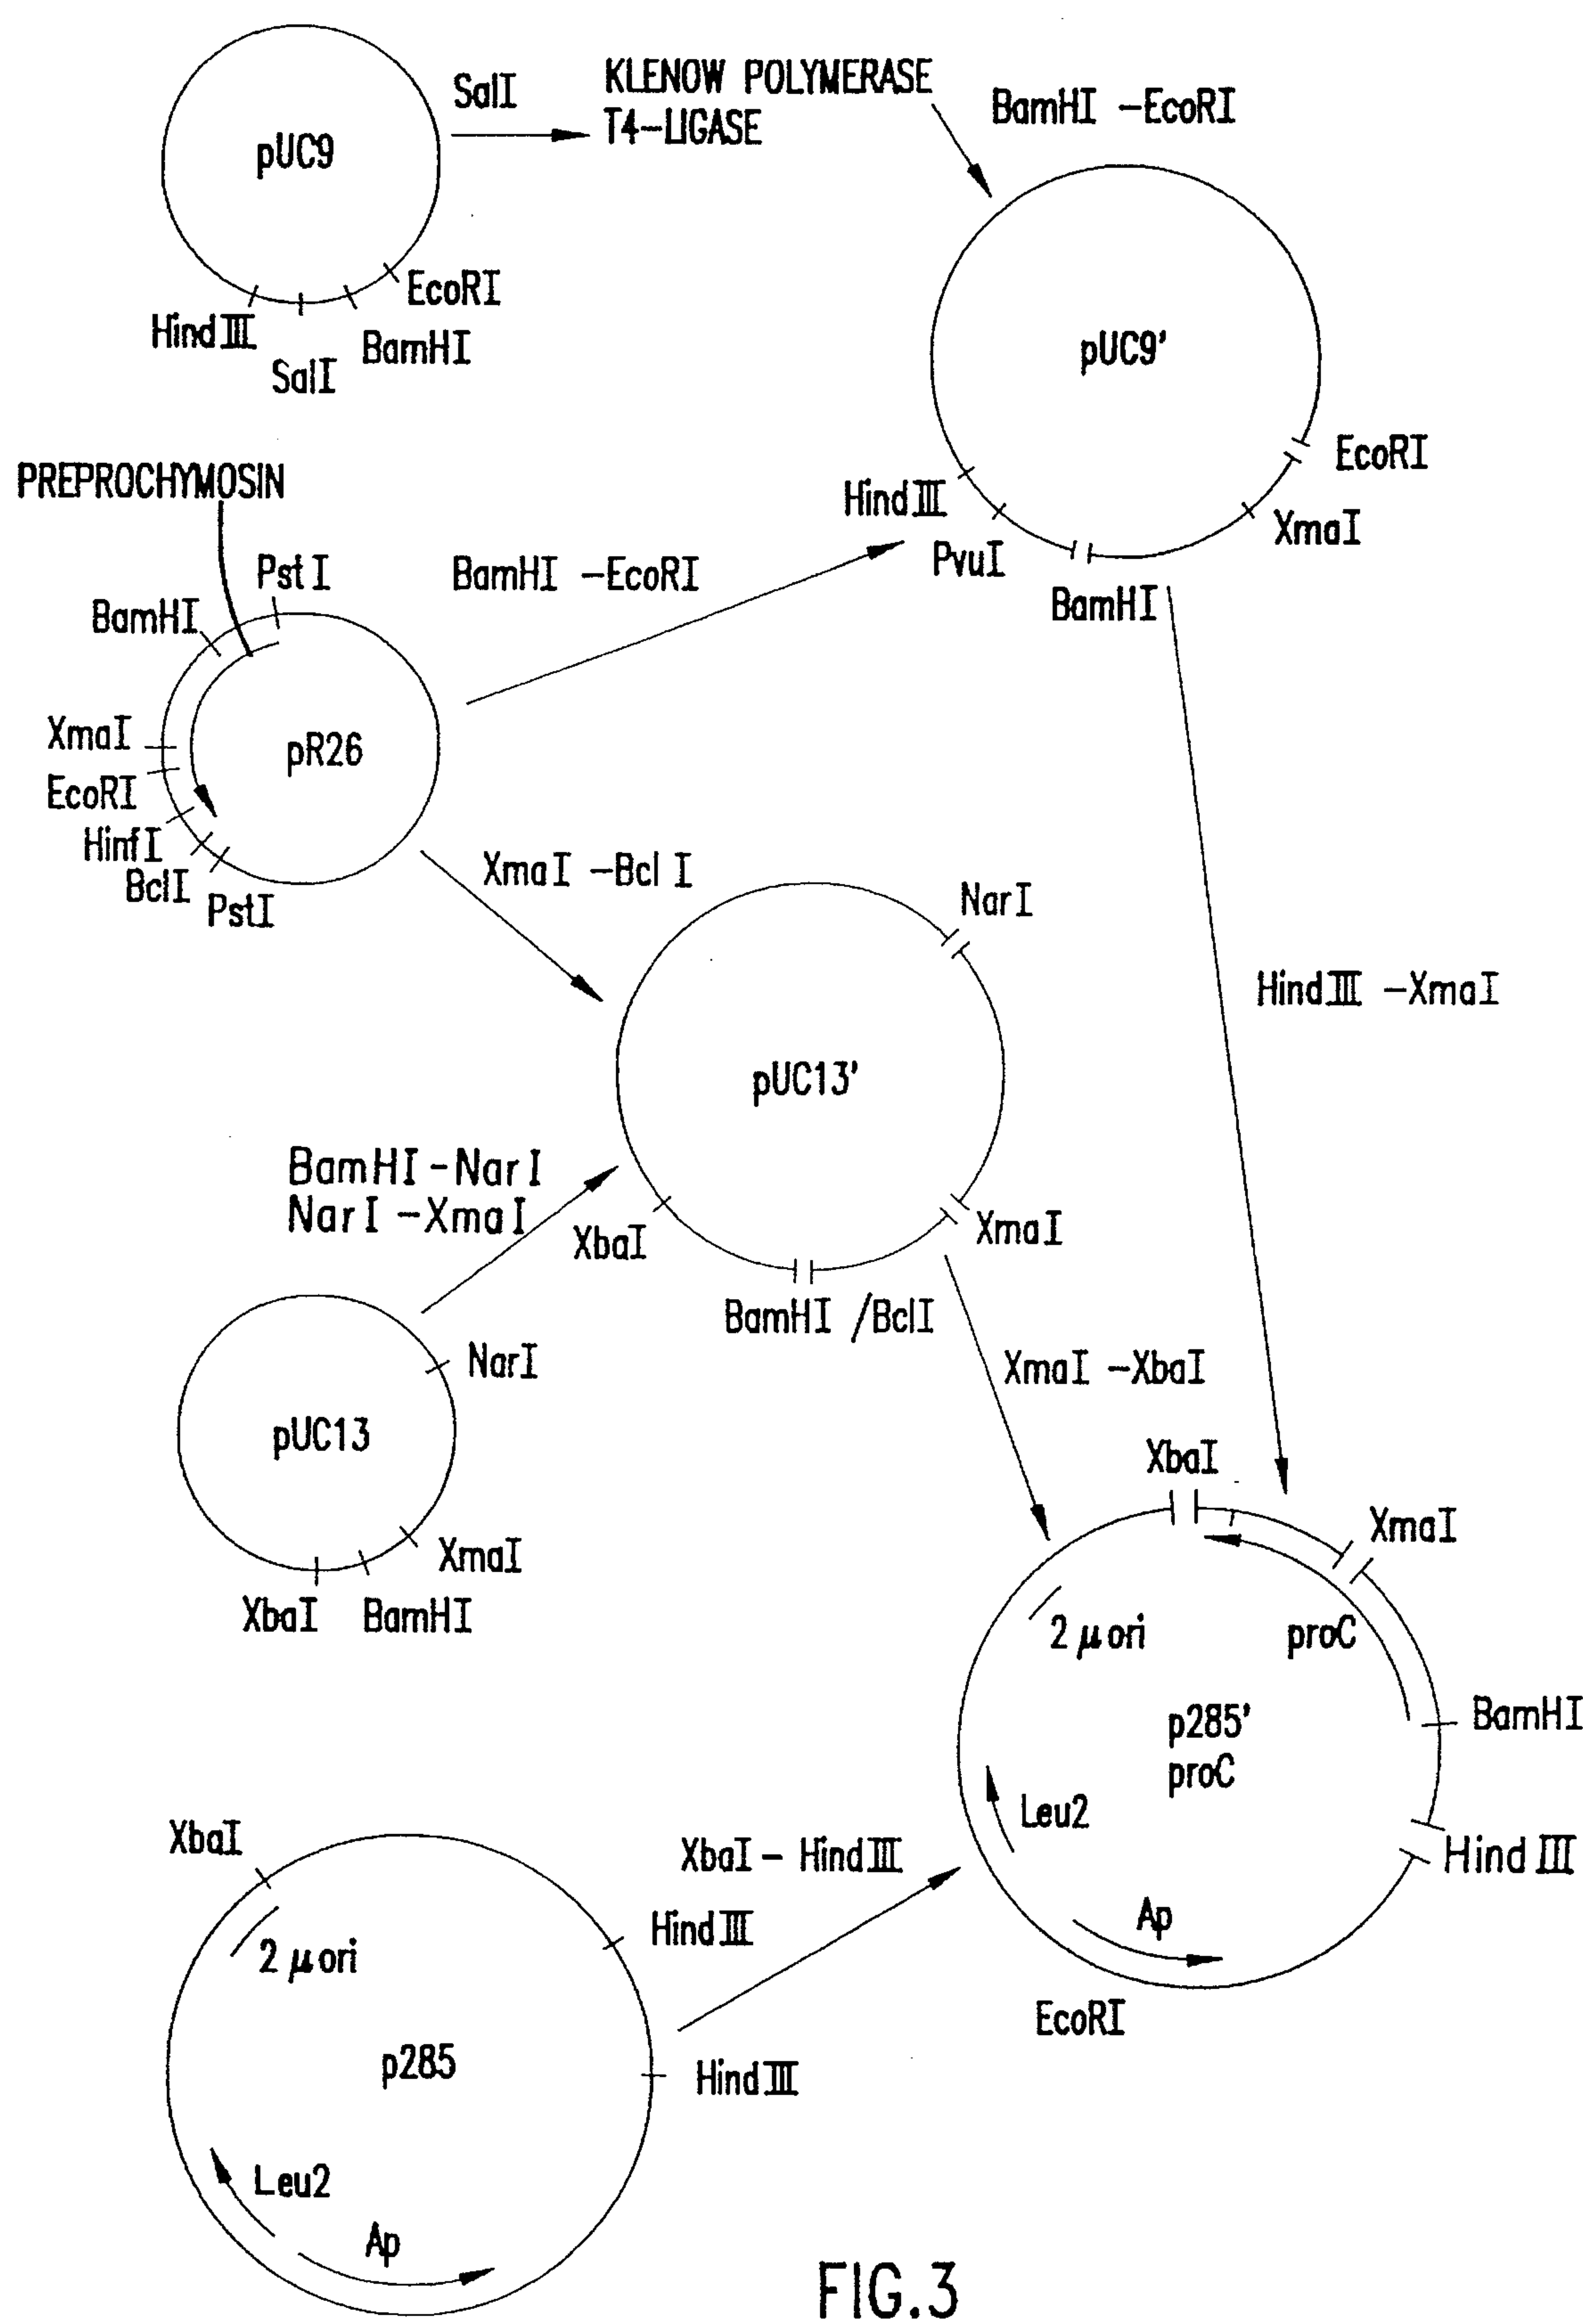 pUC9
SalI
KLENOW POLYMERASE
T4-LIGASE
BamHI -EcoRI
EcoRI
HindIII
BamHI
SalI
pUC9'
EcoRI
HindIII
XmaI
PvuI
BamHI
PREPROCHYMOSIN
PstI
BamHI
XmaI
pR26
EcoRI
HinfI
BclI
PstI
BamHI -EcoRI
XmaI -Bcl I
NarI
pUC13'
HindIII -XmaI
BamHI -NarI
NarI -XmaI
XbaI
XmaI
BamHI /BclI
NarI
pUC13
XmaI
XbaI
BamHI
XmaI -XbaI
XbaI
XmaI
2 μ ori
proC
p285'
proC
BamHI
Leu2
HindIII
Ap
EcoRI
XbaI
XbaI - HindIII
HindIII
2 μ ori
p285
HindIII
Leu2
Ap
FIG.3